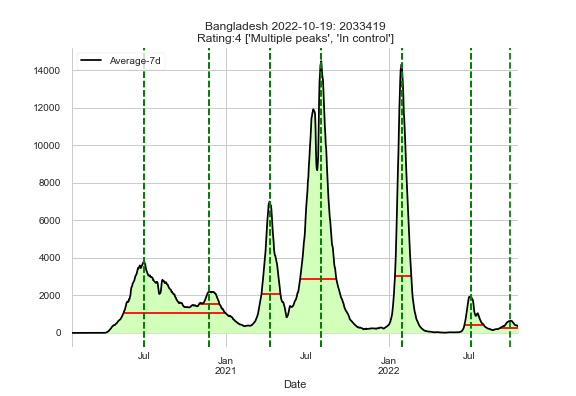 Bangladesh 2022-10-19: 2033419
Rating:4 ['Multiple peaks', 'In control']
Average-7d
14000
12000
10000
8000
6000
4000
2000
0
Jul
Jan
2021
Jul
Jan
2022
Jul
Date